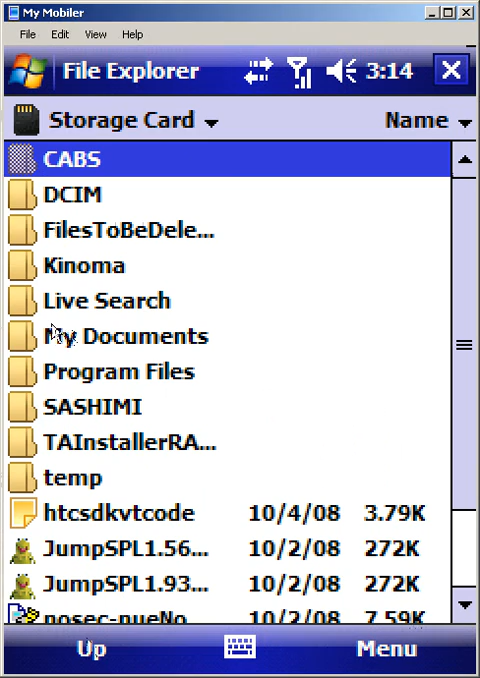 My Mobiler
File Edit View Help
File Explorer 3:14
Storage Card Name
CABS
DCIM
FilesToBeDele...
Kinoma
Live Search
My Documents
Program Files
SASHIMI
TAInstallerRA...
temp
htcsdkvtcode 10/4/08 3.79K
JumpSPL1.56... 10/2/08 272K
JumpSPL1.93... 10/2/08 272K
nosec-nueNo 10/2/08 7.59K
Up Menu